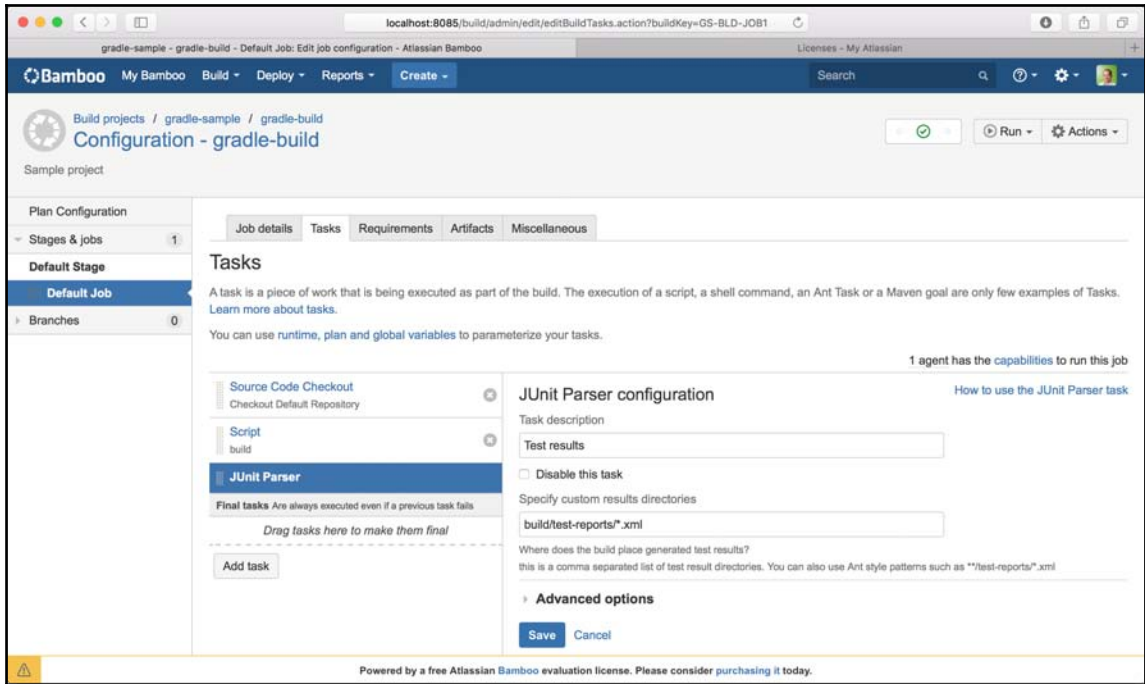 localhost:8085/build/admin/edit/editBuildTasks.action?buildKey=GS-BLD-JOB1
gradle-sample - gradle-build - Default Job: Edit job configuration - Atlassian Bamboo
Licenses - My Atlassian
Bamboo My Bamboo Build Deploy Reports Create Search
Build projects / gradle-sample / gradle-build
Configuration - gradle-build
Run Actions
Sample project
Plan Configuration
Stages & jobs 1
Default Stage
Default Job
Branches 0
Job details Tasks Requirements Artifacts Miscellaneous
Tasks
A task is a piece of work that is being executed as part of the build. The execution of a script, a shell command, an Ant Task or a Maven goal are only few examples of Tasks.
Learn more about tasks.
You can use runtime, plan and global variables to parameterize your tasks.
1 agent has the capabilities to run this job
Source Code Checkout
Checkout Default Repository
Script
build
JUnit Parser
Final tasks Are always executed even if a previous task fails
Drag tasks here to make them final
Add task
JUnit Parser configuration
How to use the JUnit Parser task
Task description
Test results
Disable this task
Specify custom results directories
build/test-reports/*.xml
Where does the build place generated test results?
this is a comma separated list of test result directories. You can also use Ant style patterns such as **/test-reports/*.xml
Advanced options
Save Cancel
Powered by a free Atlassian Bamboo evaluation license. Please consider purchasing it today.